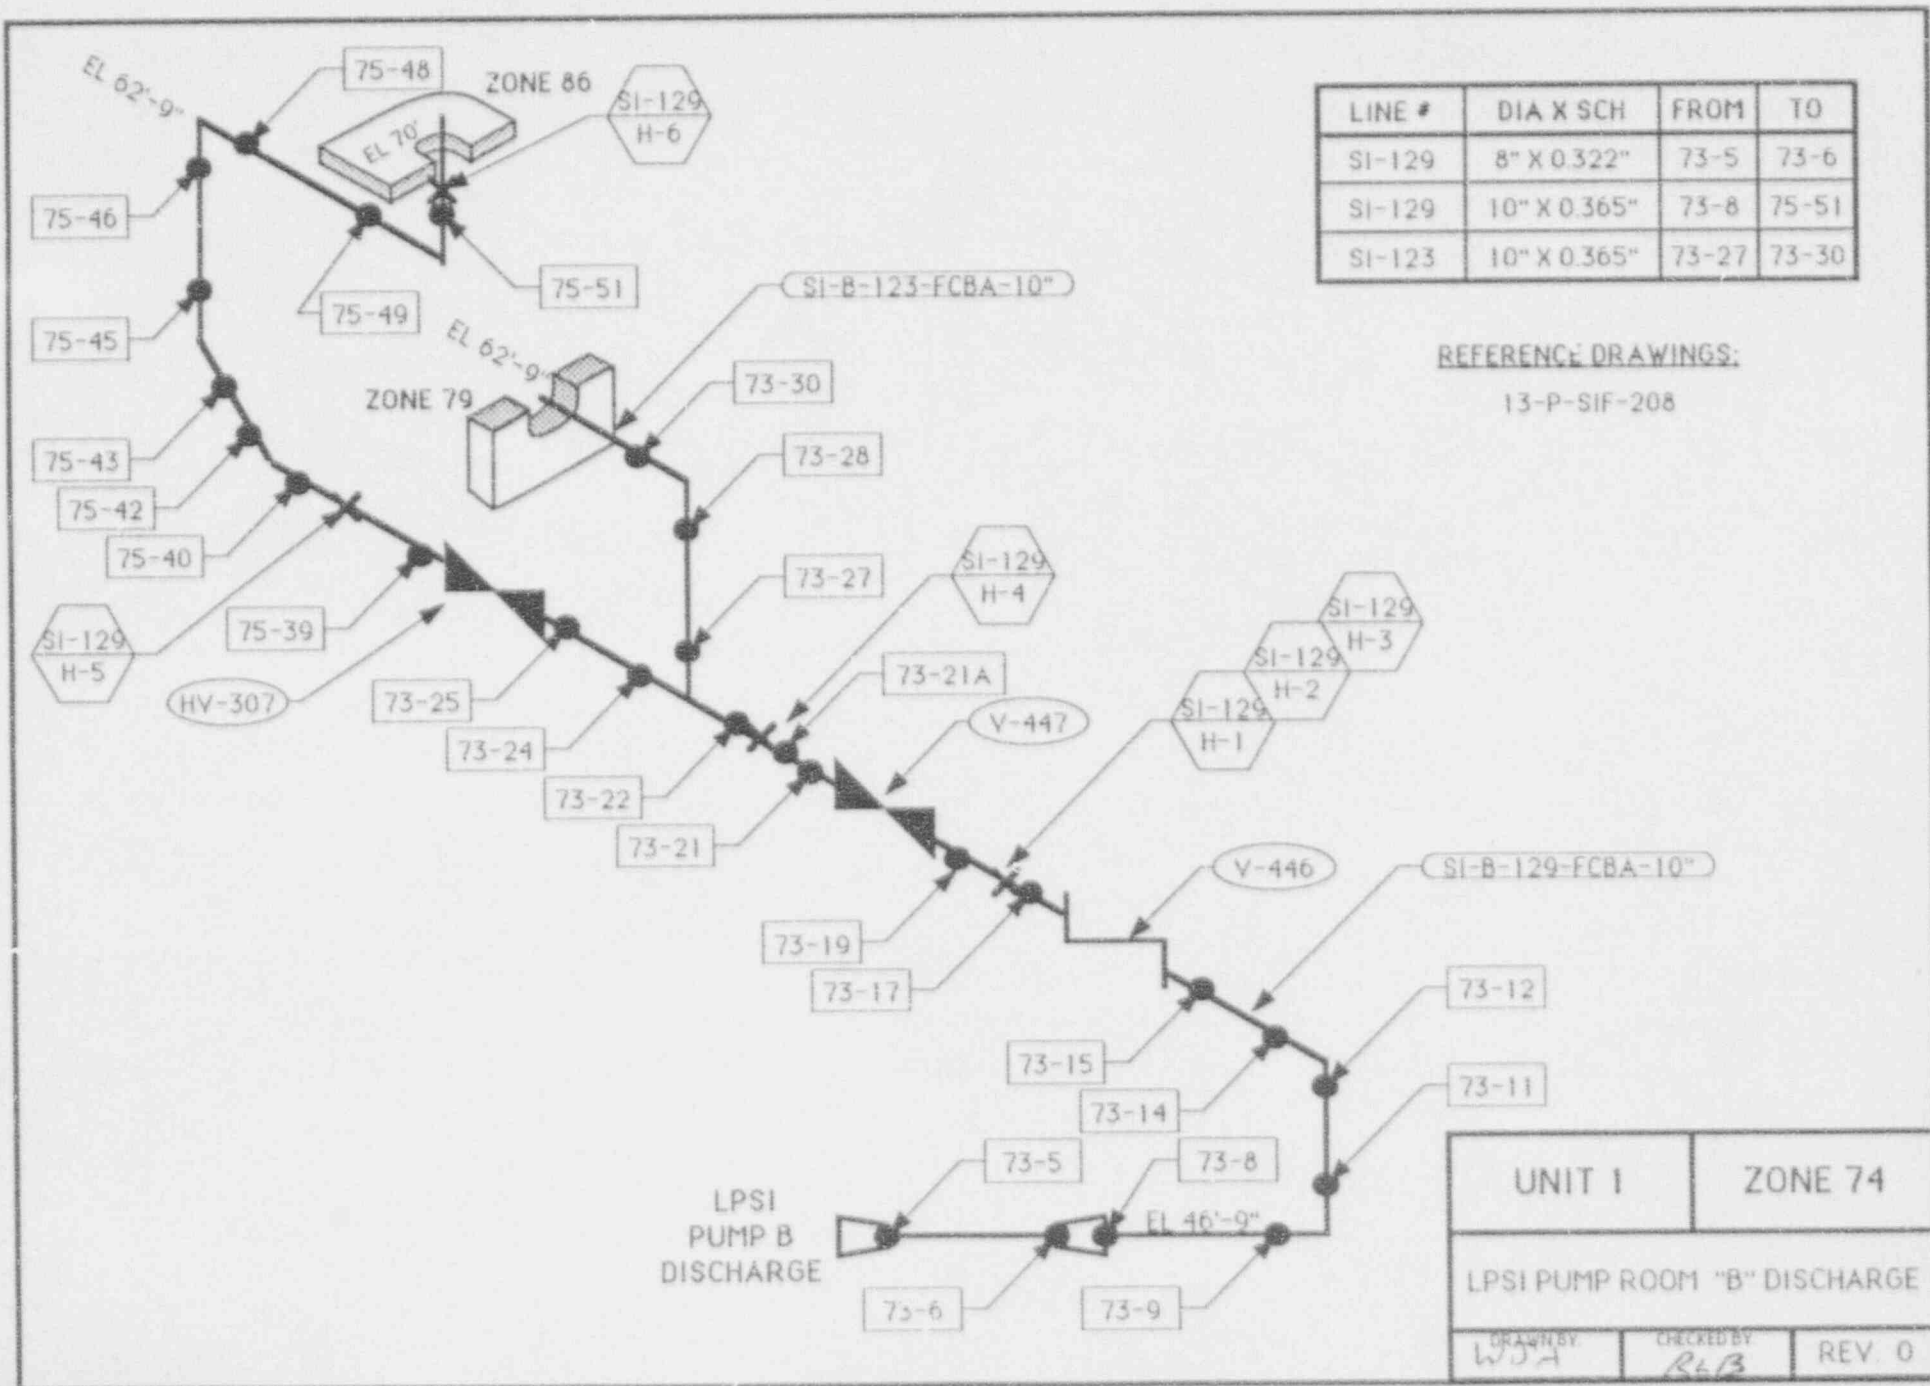 EL 62'-9"
75-48
ZONE 86
SI-129
H-6
EL 70'
75-46
75-51
75-49
75-45
SI-B-123-FCBA-10"
EL 62'-9"
ZONE 79
73-30
73-28
73-27
75-43
75-42
75-40
75-39
SI-129
H-5
HV-307
SI-129
H-4
73-25
73-24
73-22
73-21
73-21A
V-447
SI-129
H-3
SI-129
H-2
SI-129
H-1
73-19
73-17
V-446
SI-B-129-FCBA-10"
73-15
73-14
73-12
73-11
73-5
73-8
EL 46'-9"
LPSI
PUMP B
DISCHARGE
73-6
73-9
LINE # DIA X SCH FROM TO
SI-129 8" X 0.322" 73-5 73-6
SI-129 10" X 0.365" 73-8 75-51
SI-123 10" X 0.365" 73-27 73-30
REFERENCE DRAWINGS:
13-P-SIF-208
UNIT 1 ZONE 74
LPSI PUMP ROOM "B" DISCHARGE
DRAWN BY
CHECKED BY
REV. 0